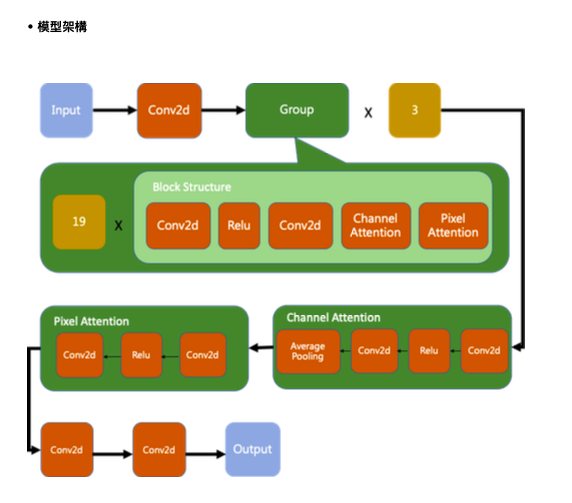 • 模型架構
Input
Conv2d
Group
X
3
Block Structure
19
X
Conv2d
Relu
Conv2d
Channel
Attention
Pixel
Attention
Pixel Attention
Conv2d
Relu
Conv2d
Channel Attention
Average
Pooling
Conv2d
Relu
Conv2d
Conv2d
Conv2d
Output